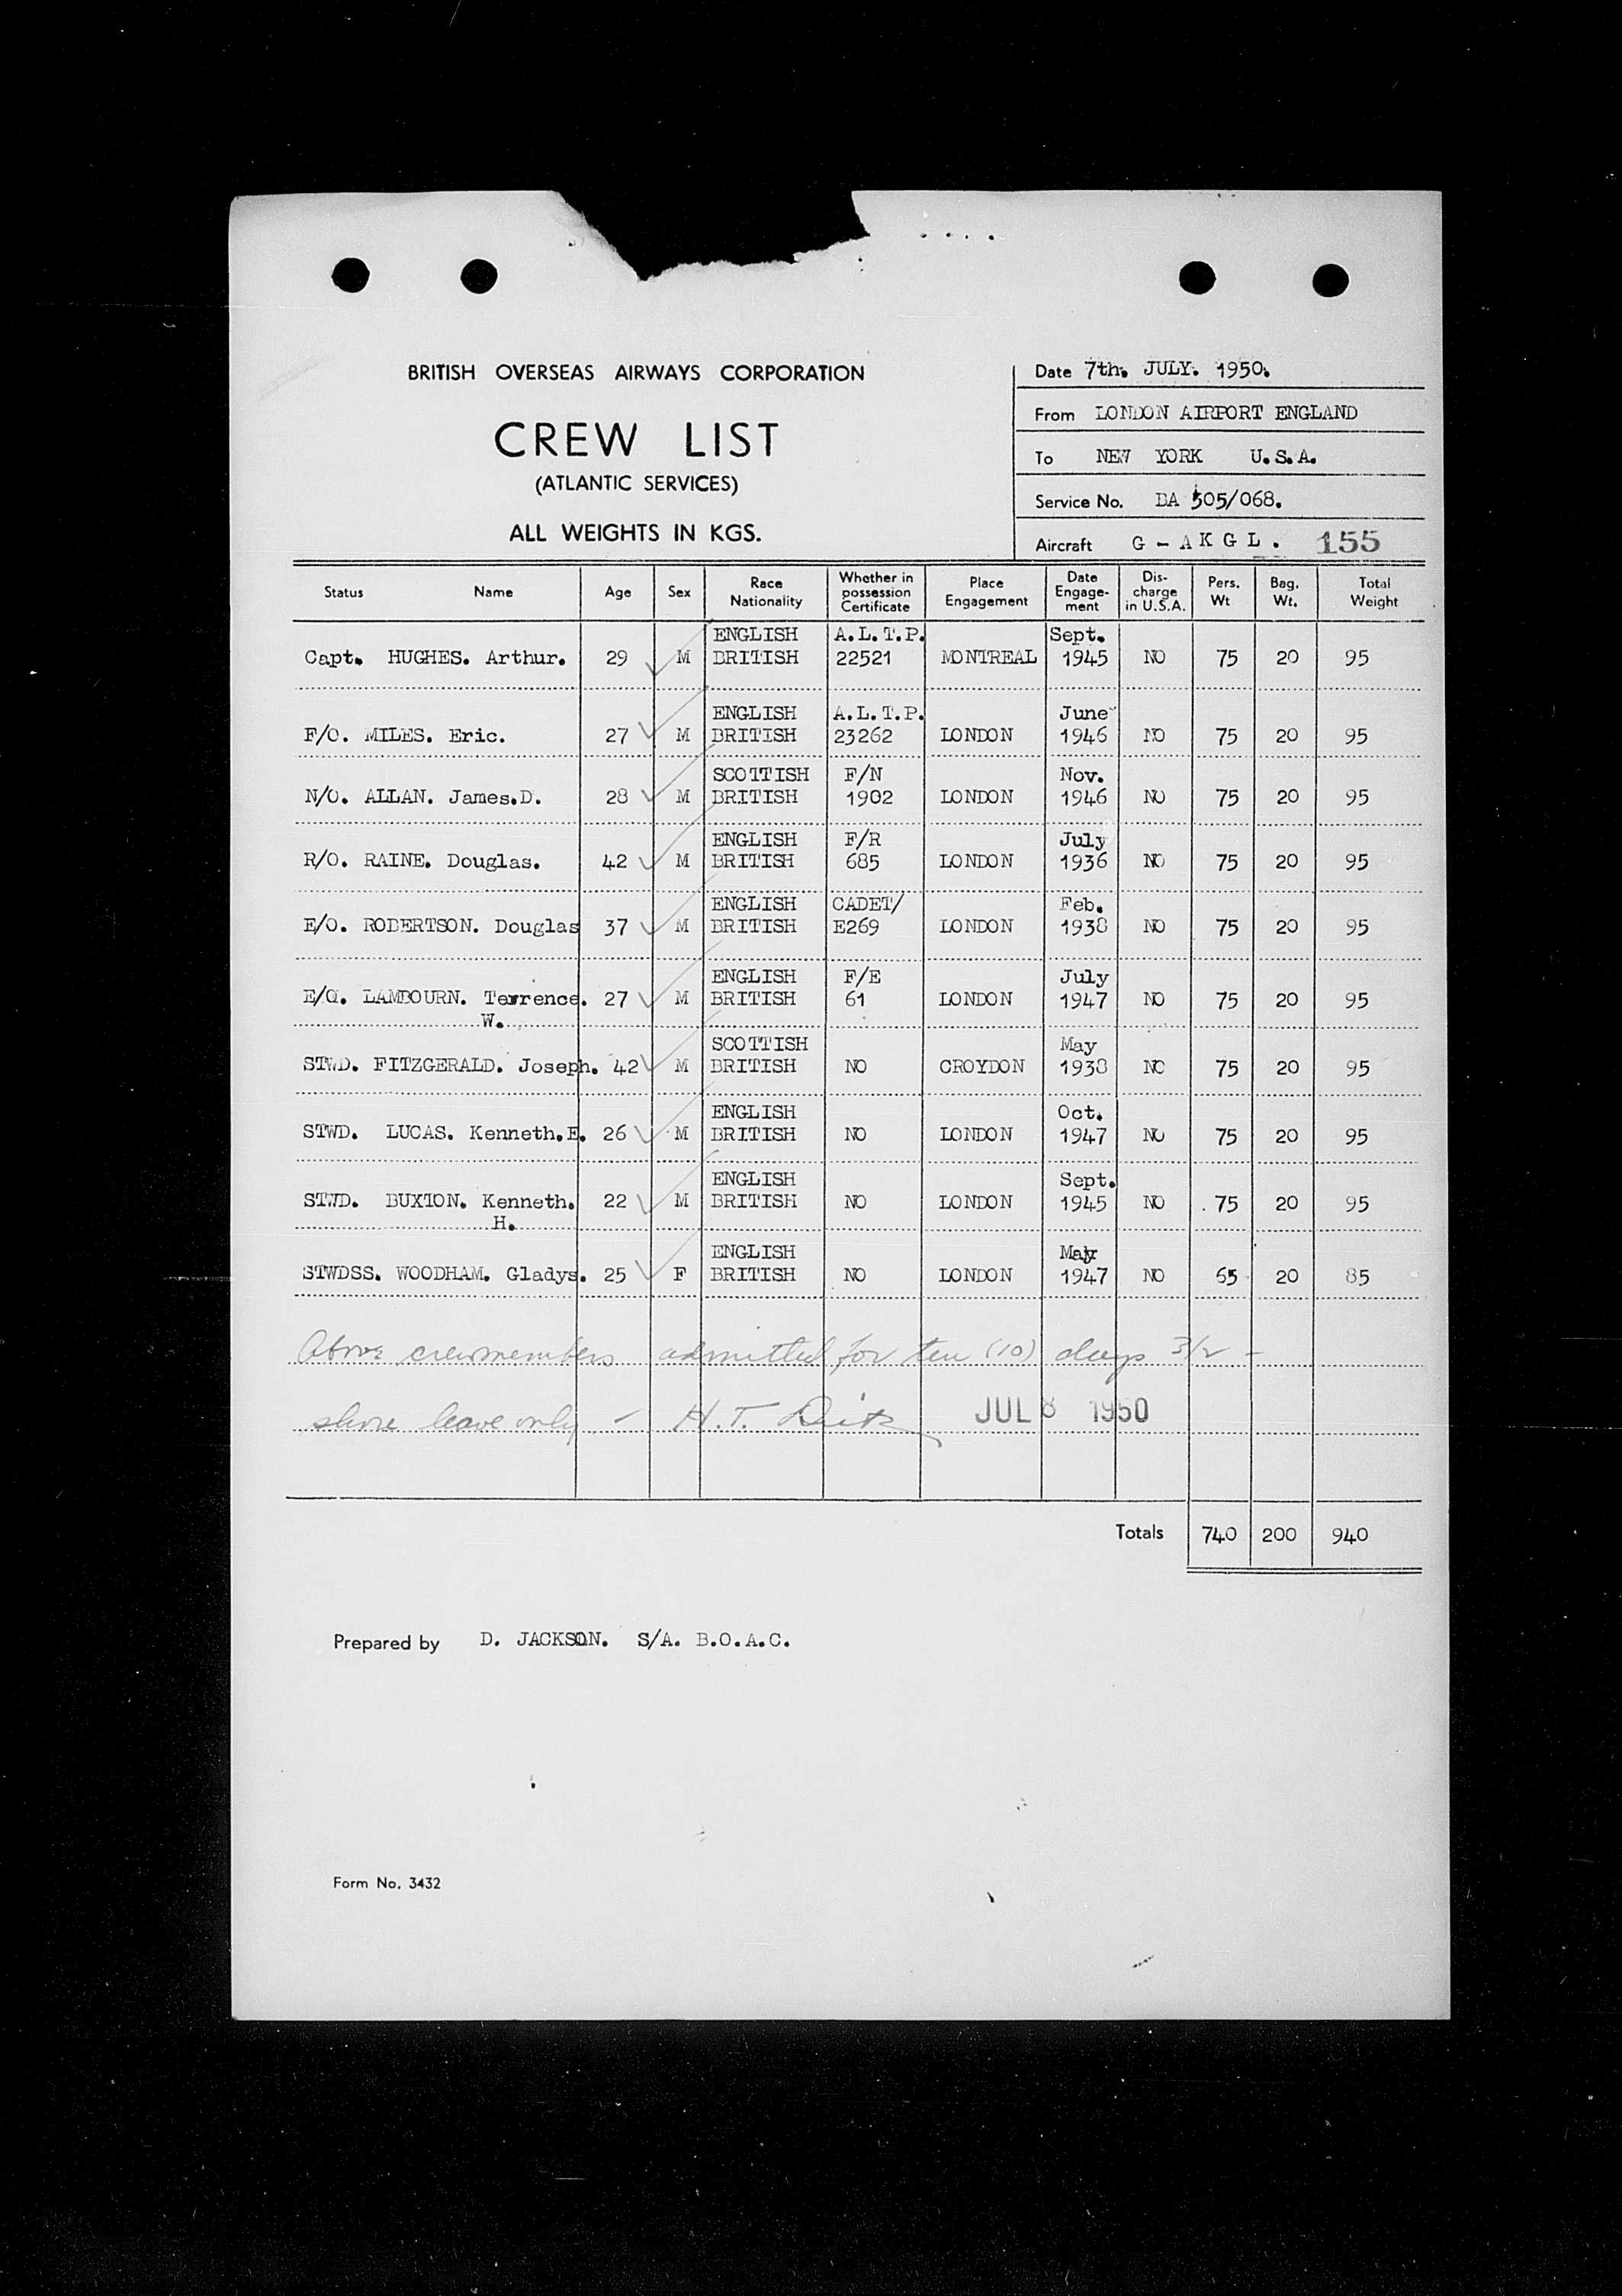 BRITISH OVERSEAS AIRWAYS CORPORATION
CREW LIST
(ATLANTIC SERVICES)
ALL WEIGHTS IN KGS.
Date 7th. JULY. 1950.
From LONDON AIRPORT ENGLAND
To NEW YORK U.S.A.
Service No. BA 505/068.
Aircraft G - A K G L . 155
Status Name Age Sex Race Nationality Whether in possession Certificate Place Engagement Date Engage-ment Dis-charge in U.S.A. Pers. Wt Bag. Wt. Total Weight
ENGLISH A.L.T.P. Sept.
Capt. HUGHES. Arthur. 29 M BRITISH 22521 MONTREAL 1945 NO 75 20 95
ENGLISH A.L.T.P. June
F/O. MILES. Eric. 27 M BRITISH 23262 LONDON 1946 NO 75 20 95
SCOTTISH F/N Nov.
N/O. ALLAN. James.D. 28 M BRITISH 1902 LONDON 1946 NO 75 20 95
ENGLISH F/R July
R/O. RAINE. Douglas. 42 M BRITISH 685 LONDON 1936 NO 75 20 95
ENGLISH CADET/ Feb.
E/O. ROBERTSON. Douglas 37 M BRITISH E269 LONDON 1938 NO 75 20 95
ENGLISH F/E July
E/O. LAMBOURN. Terrence. 27 M BRITISH 61 LONDON 1947 NO 75 20 95
W.
SCOTTISH May
STWD. FITZGERALD. Joseph. 42 M BRITISH NO CROYDON 1938 NO 75 20 95
ENGLISH Oct.
STWD. LUCAS. Kenneth.E. 26 M BRITISH NO LONDON 1947 NO 75 20 95
ENGLISH Sept.
STWD. BUXTON. Kenneth. 22 M BRITISH NO LONDON 1945 NO 75 20 95
H.
ENGLISH May
STWDSS. WOODHAM. Gladys. 25 F BRITISH NO LONDON 1947 NO 65 20 85
Above crewmembers admitted for ten (10) days 3/2 -
shore leave only - H.T. JUL 8 1950
Totals 740 200 940
Prepared by D. JACKSON. S/A. B.O.A.C.
Form No. 3432